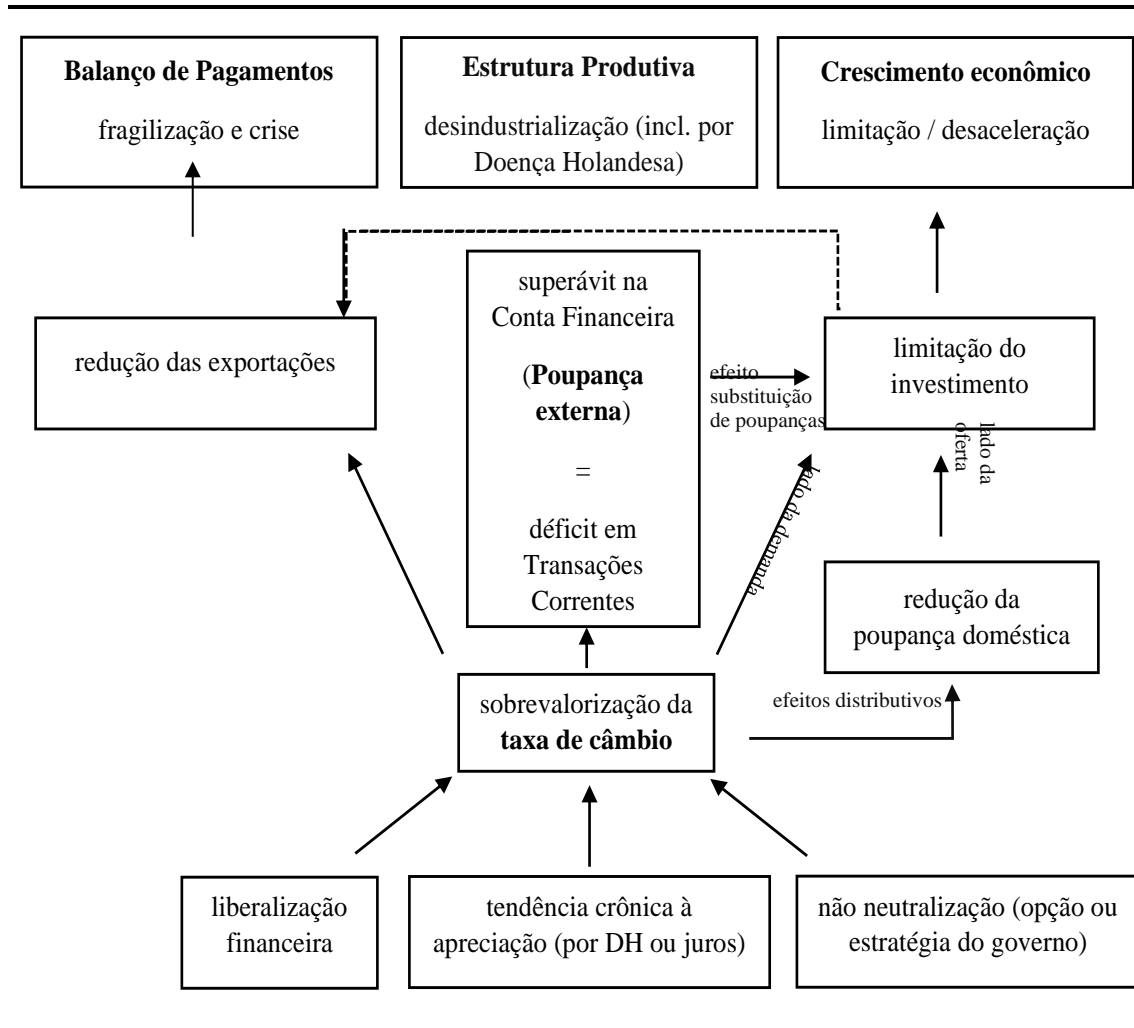 Balanço de Pagamentos
fragilização e crise
Estrutura Produtiva
desindustrialização (incl. por
Doença Holandesa)
Crescimento econômico
limitação / desaceleração
redução das exportações
superávit na
Conta Financeira
(Poupança
externa)
=
déficit em
Transações
Correntes
efeito
substituição
de poupanças
limitação do
investimento
lado da demanda
lado da
oferta
redução da
poupança doméstica
efeitos distributivos
sobrevalorização da
taxa de câmbio
liberalização
financeira
tendência crônica à
apreciação (por DH ou juros)
não neutralização (opção ou
estratégia do governo)